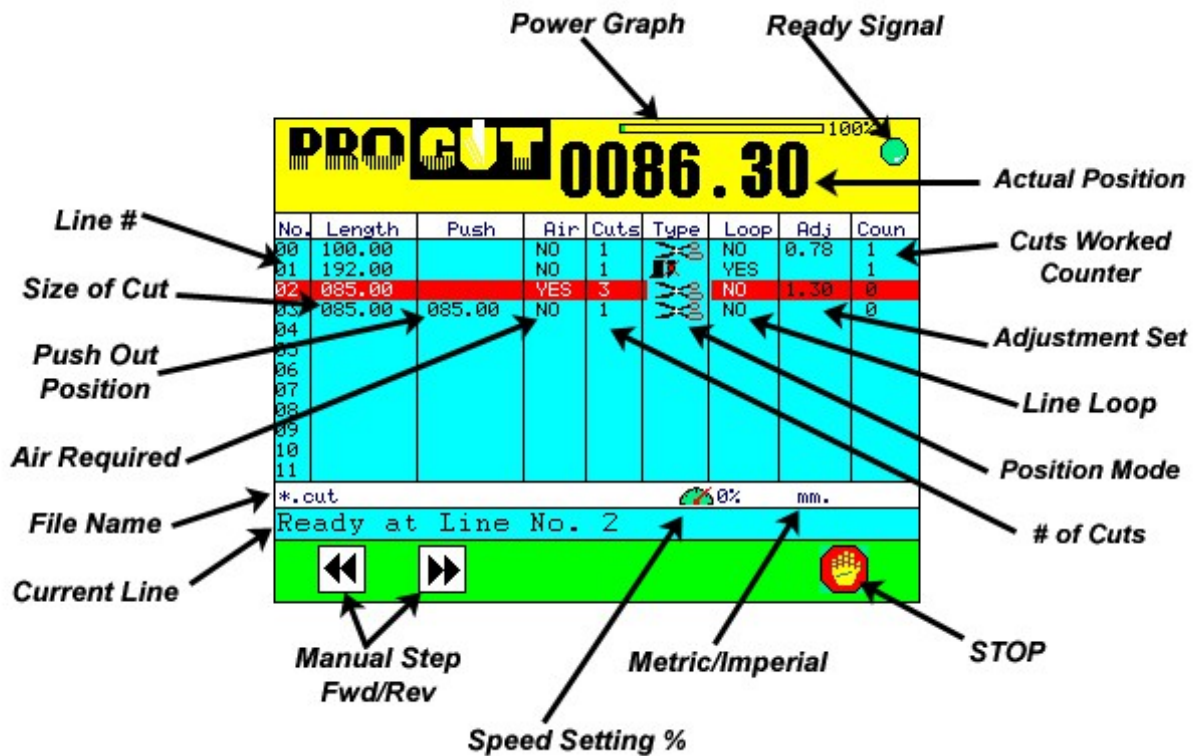 Power Graph
Ready Signal
PRO CUT
100%
0086.30
Actual Position
Line #
No. Length Push Air Cuts Type Loop Adj Coun
00 100.00 NO 1 NO 0.78 1
01 192.00 NO 1 YES 1
02 085.00 YES 3 NO 1.30 0
03 085.00 085.00 NO 1 NO 0
04
05
06
07
08
09
10
11
Cuts Worked
Counter
Size of Cut
Adjustment Set
Push Out
Position
Line Loop
Air Required
Position Mode
*.cut 0% mm.
File Name
# of Cuts
Ready at Line No. 2
Current Line
Manual Step
Fwd/Rev
Metric/Imperial
STOP
Speed Setting %